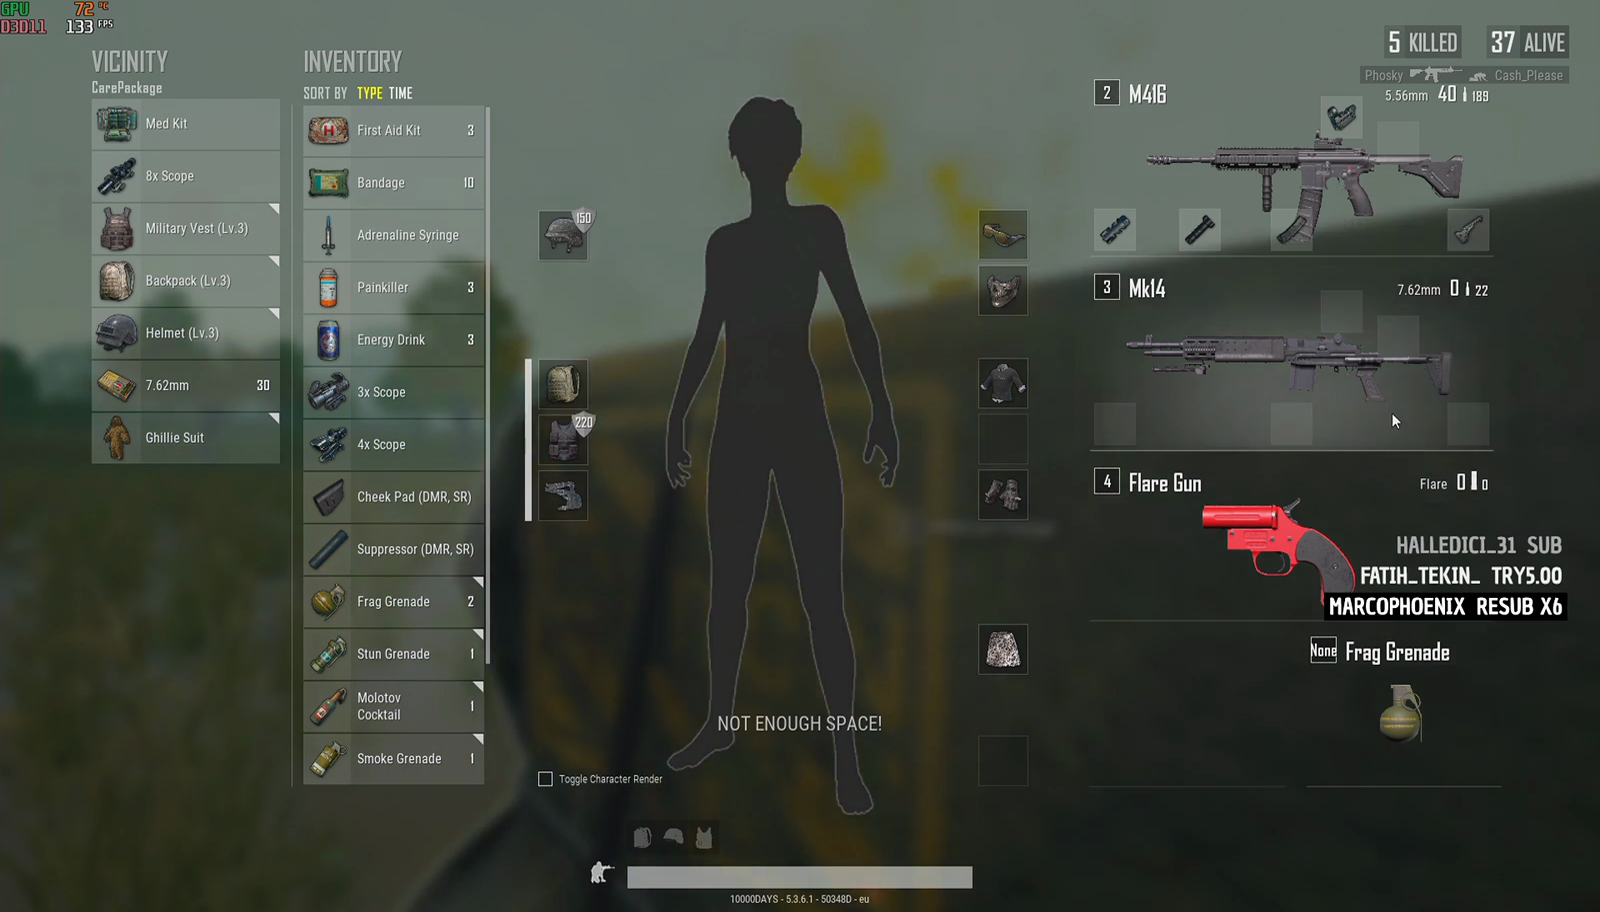 GPU 72 °C
D3D11 133 FPS
5 KILLED 37 ALIVE
Phosky Cash_Please
VICINITY
CarePackage
Med Kit
8x Scope
Military Vest (Lv.3)
Backpack (Lv.3)
Helmet (Lv.3)
7.62mm 30
Ghillie Suit
INVENTORY
SORT BY TYPE TIME
First Aid Kit 3
Bandage 10
Adrenaline Syringe
Painkiller 3
Energy Drink 3
3x Scope
4x Scope
Cheek Pad (DMR, SR)
Suppressor (DMR, SR)
Frag Grenade 2
Stun Grenade 1
Molotov
Cocktail 1
Smoke Grenade 1
150
220
NOT ENOUGH SPACE!
Toggle Character Render
2 M416 5.56mm 40 189
3 Mk14 7.62mm 0 22
4 Flare Gun Flare 0 0
HALLEDICI_31 SUB
FATIH_TEKIN_ TRY5.00
MARCOPHOENIX RESUB X6
None Frag Grenade
10000DAYS - 5.3.6.1 - 50348D - eu